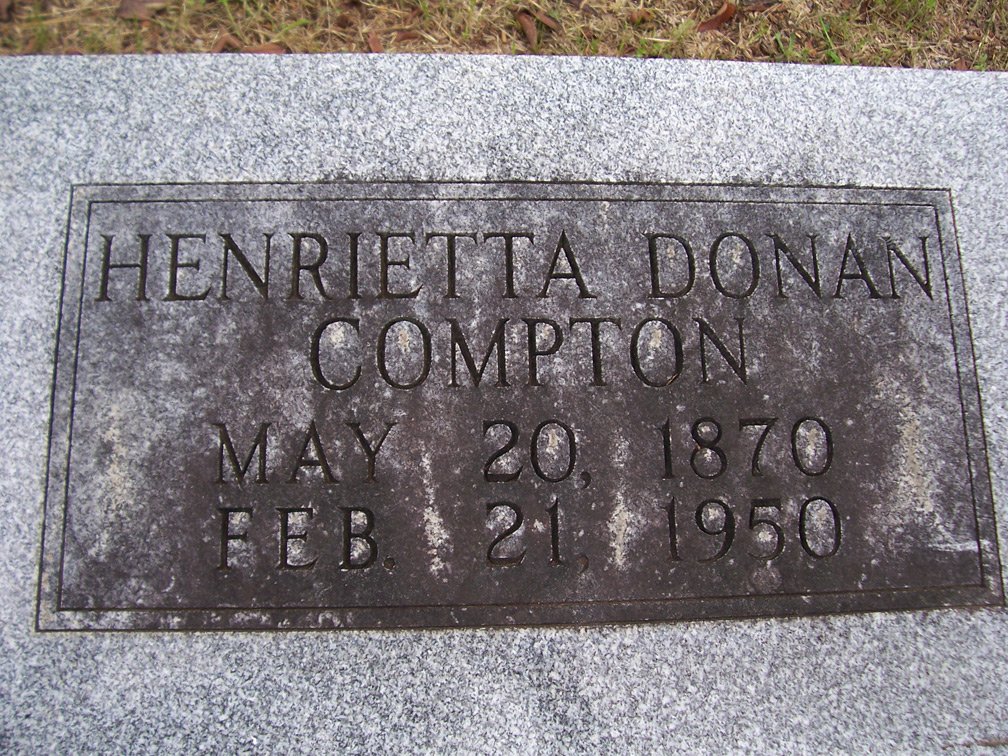 HENRIETTA DONAN
COMPTON
MAY 20, 1870
FEB. 21, 1950